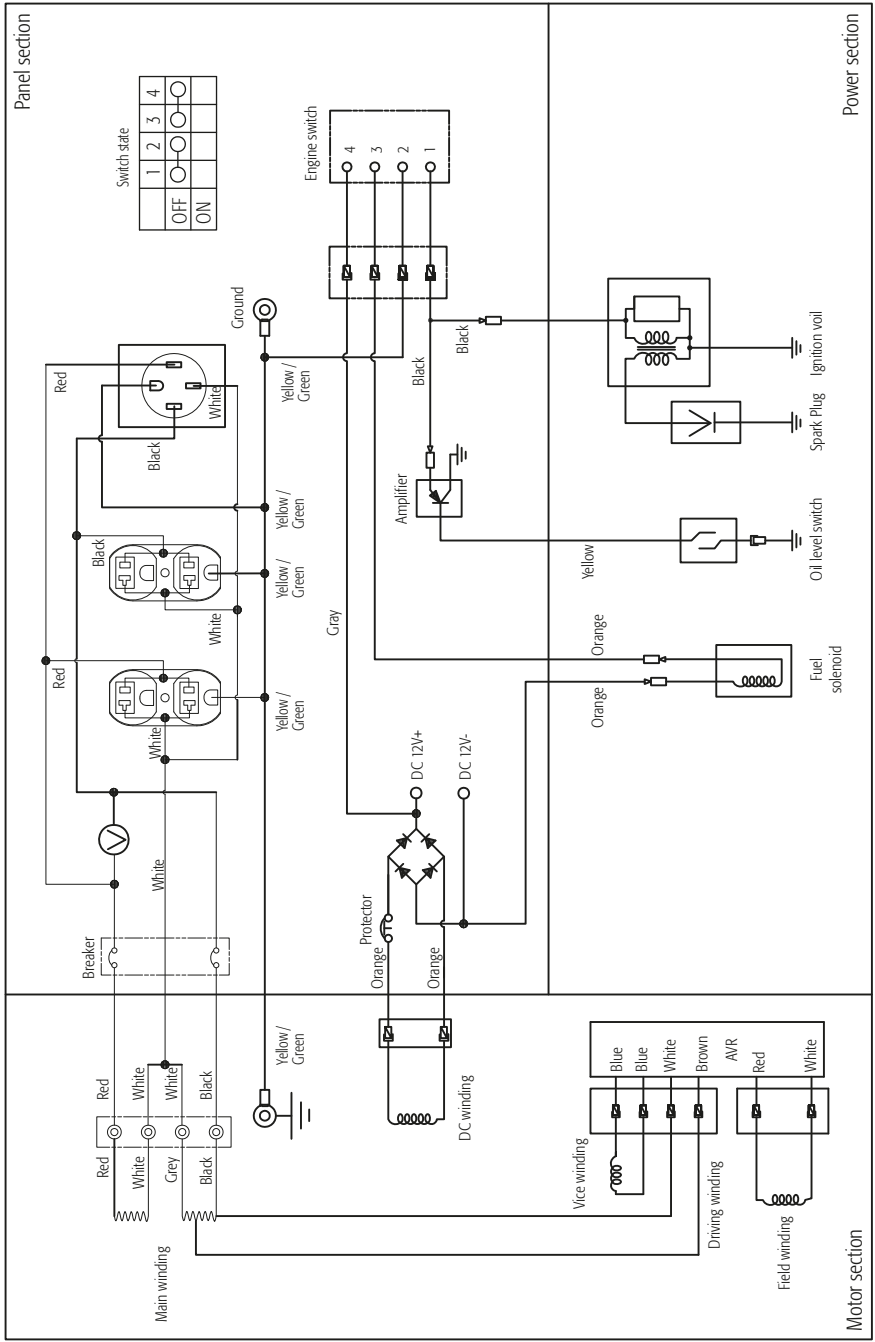 Panel section
Switch state
1 2 3 4
OFF
ON
Red
Red
Black
Black
White
White
White
White
Breaker
Red
White
White
Black
Red
White
Grey
Black
Main winding
Ground
Yellow /
Green
Yellow /
Green
Yellow /
Green
Yellow /
Green
Yellow /
Green
Engine switch
4
3
2
1
Gray
Black
Black
Amplifier
Protector
Orange
Orange
DC 12V+
DC 12V-
DC winding
Yellow
Orange
Orange
Vice winding
Blue
Blue
White
Brown
AVR
Red
White
Driving winding
Field winding
Fuel
solenoid
Oil level switch
Spark Plug
Ignition voil
Motor section
Power section